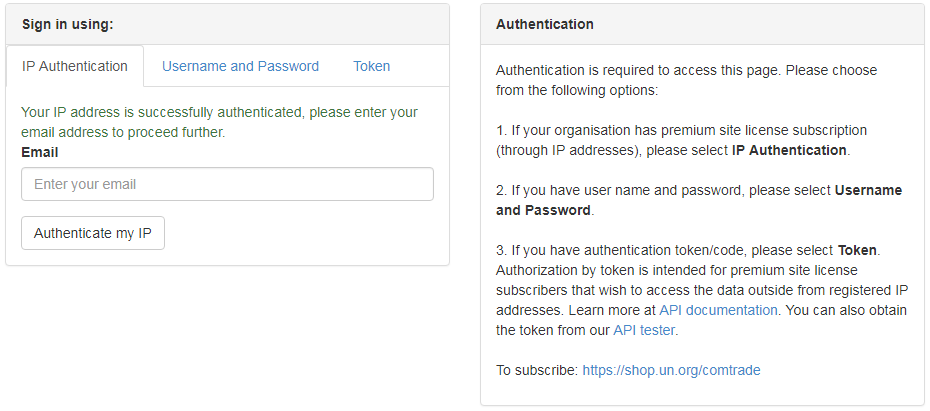 Sign in using:
IP Authentication
Username and Password
Token
Your IP address is successfully authenticated, please enter your
email address to proceed further.
Email
Enter your email
Authenticate my IP
Authentication
Authentication is required to access this page. Please choose
from the following options:
1. If your organisation has premium site license subscription
(through IP addresses), please select IP Authentication.
2. If you have user name and password, please select Username
and Password.
3. If you have authentication token/code, please select Token.
Authorization by token is intended for premium site license
subscribers that wish to access the data outside from registered IP
addresses. Learn more at API documentation. You can also obtain
the token from our API tester.
To subscribe: https://shop.un.org/comtrade